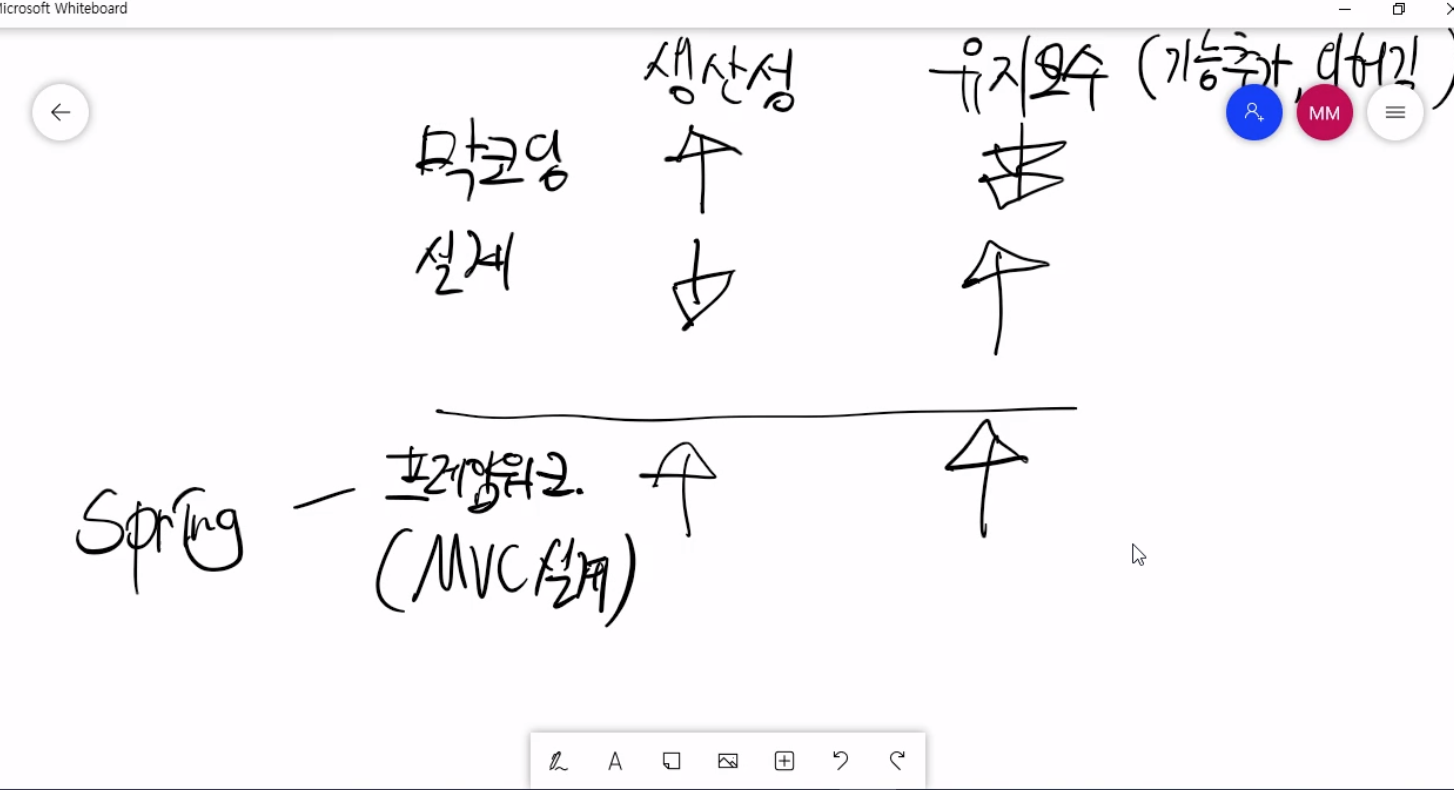 Microsoft Whiteboard
생산성 유지보수 (기능추가, 디버깅)
MM
막코딩
설계
Spring — 프레임워크.
(MVC 설계)
A